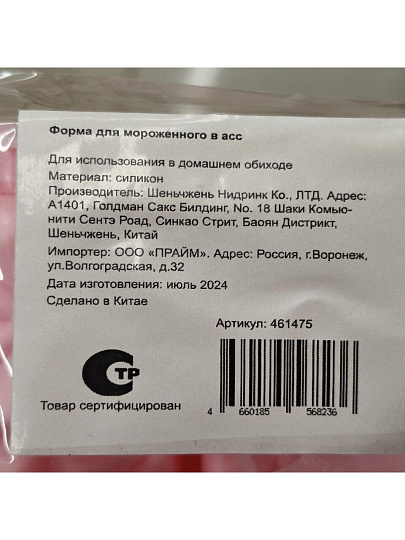 Форма для мороженного в асс
Для использования в домашнем обиходе
Материал: силикон
Производитель: Шеньчжень Нидринк Ко., ЛТД. Адрес:
А1401, Голдман Сакс Билдинг, No. 18 Шаки Комью-
нити Сентэ Роад, Синкао Стрит, Баоян Дистрикт,
Шеньчжень, Китай
Импортер: ООО «ПРАЙМ». Адрес: Россия, г.Воронеж,
ул.Волгоградская, д.32
Дата изготовления: июль 2024
Сделано в Китае
Артикул: 461475
СТР
Товар сертифицирован
4 660185 568236